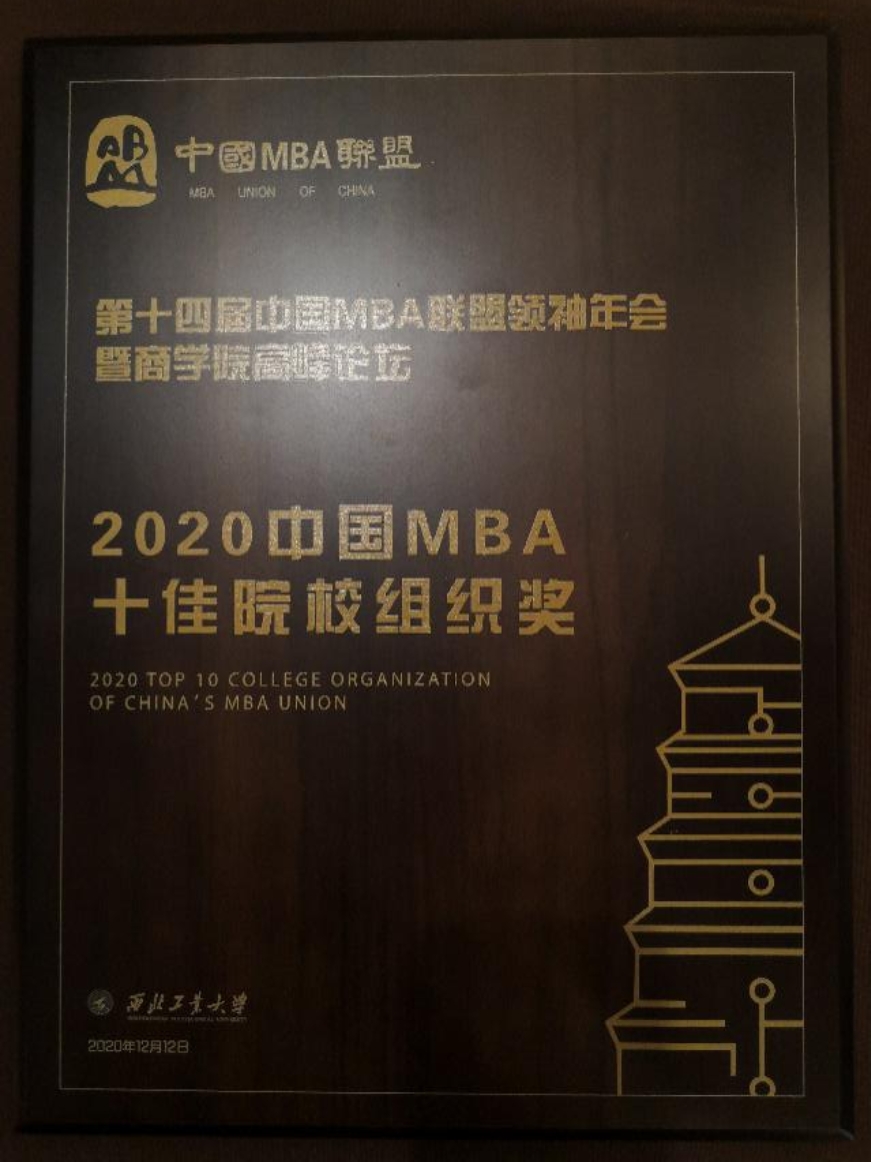 中國MBA聯盟
MBA UNION OF CHINA
第十四届中国MBA联盟领袖年会
暨商学院高峰论坛
2020中国MBA
十佳院校组织奖
2020 TOP 10 COLLEGE ORGANIZATION
OF CHINA'S MBA UNION
西北工业大学
2020年12月12日